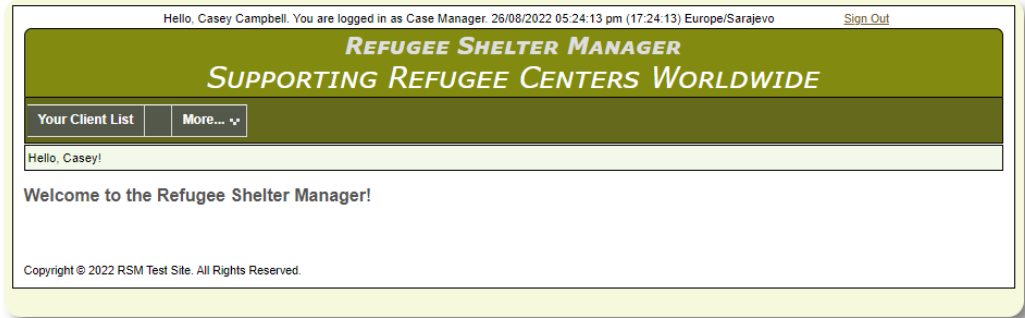 Hello, Casey Campbell. You are logged in as Case Manager. 26/08/2022 05:24:13 pm (17:24:13) Europe/Sarajevo Sign Out
REFUGEE SHELTER MANAGER
SUPPORTING REFUGEE CENTERS WORLDWIDE
Your Client List More...
Hello, Casey!
Welcome to the Refugee Shelter Manager!
Copyright © 2022 RSM Test Site. All Rights Reserved.